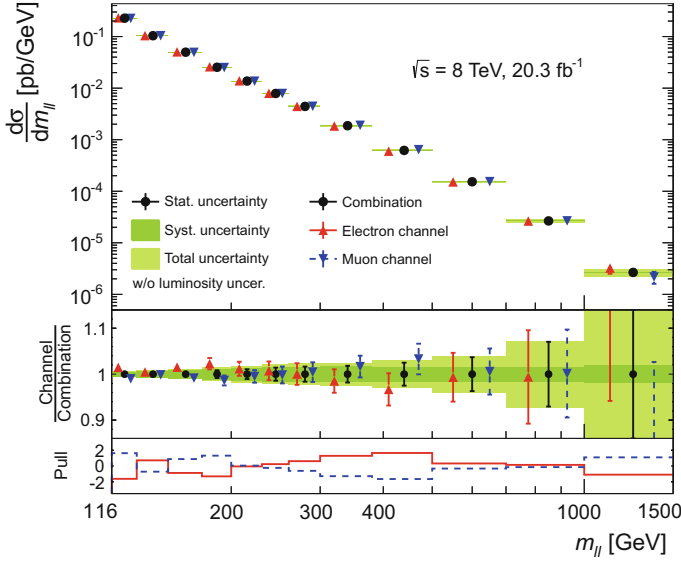 dσ/dm_ll [pb/GeV]
10⁻¹
10⁻²
10⁻³
10⁻⁴
10⁻⁵
10⁻⁶
√s = 8 TeV, 20.3 fb⁻¹
Stat. uncertainty
Syst. uncertainty
Total uncertainty
w/o luminosity uncer.
Combination
Electron channel
Muon channel
Channel
Combination
1.1
1
0.9
Pull
2
0
-2
116 200 300 400 1000 1500
m_ll [GeV]